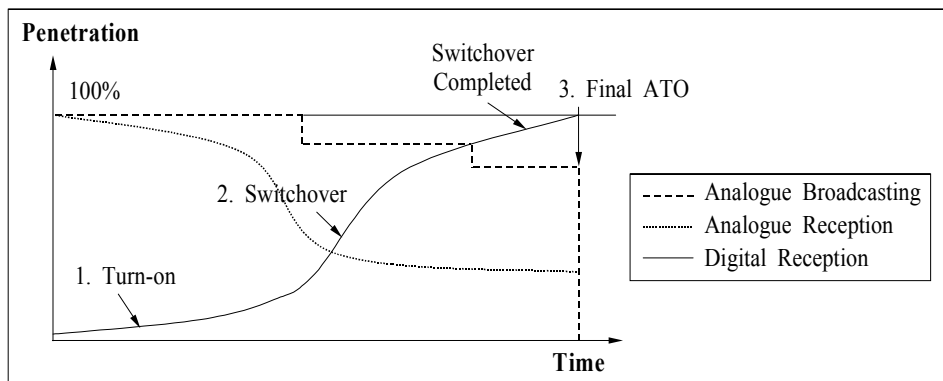 Penetration
100%
Switchover
Completed
3. Final ATO
2. Switchover
1. Turn-on
Analogue Broadcasting
Analogue Reception
Digital Reception
Time